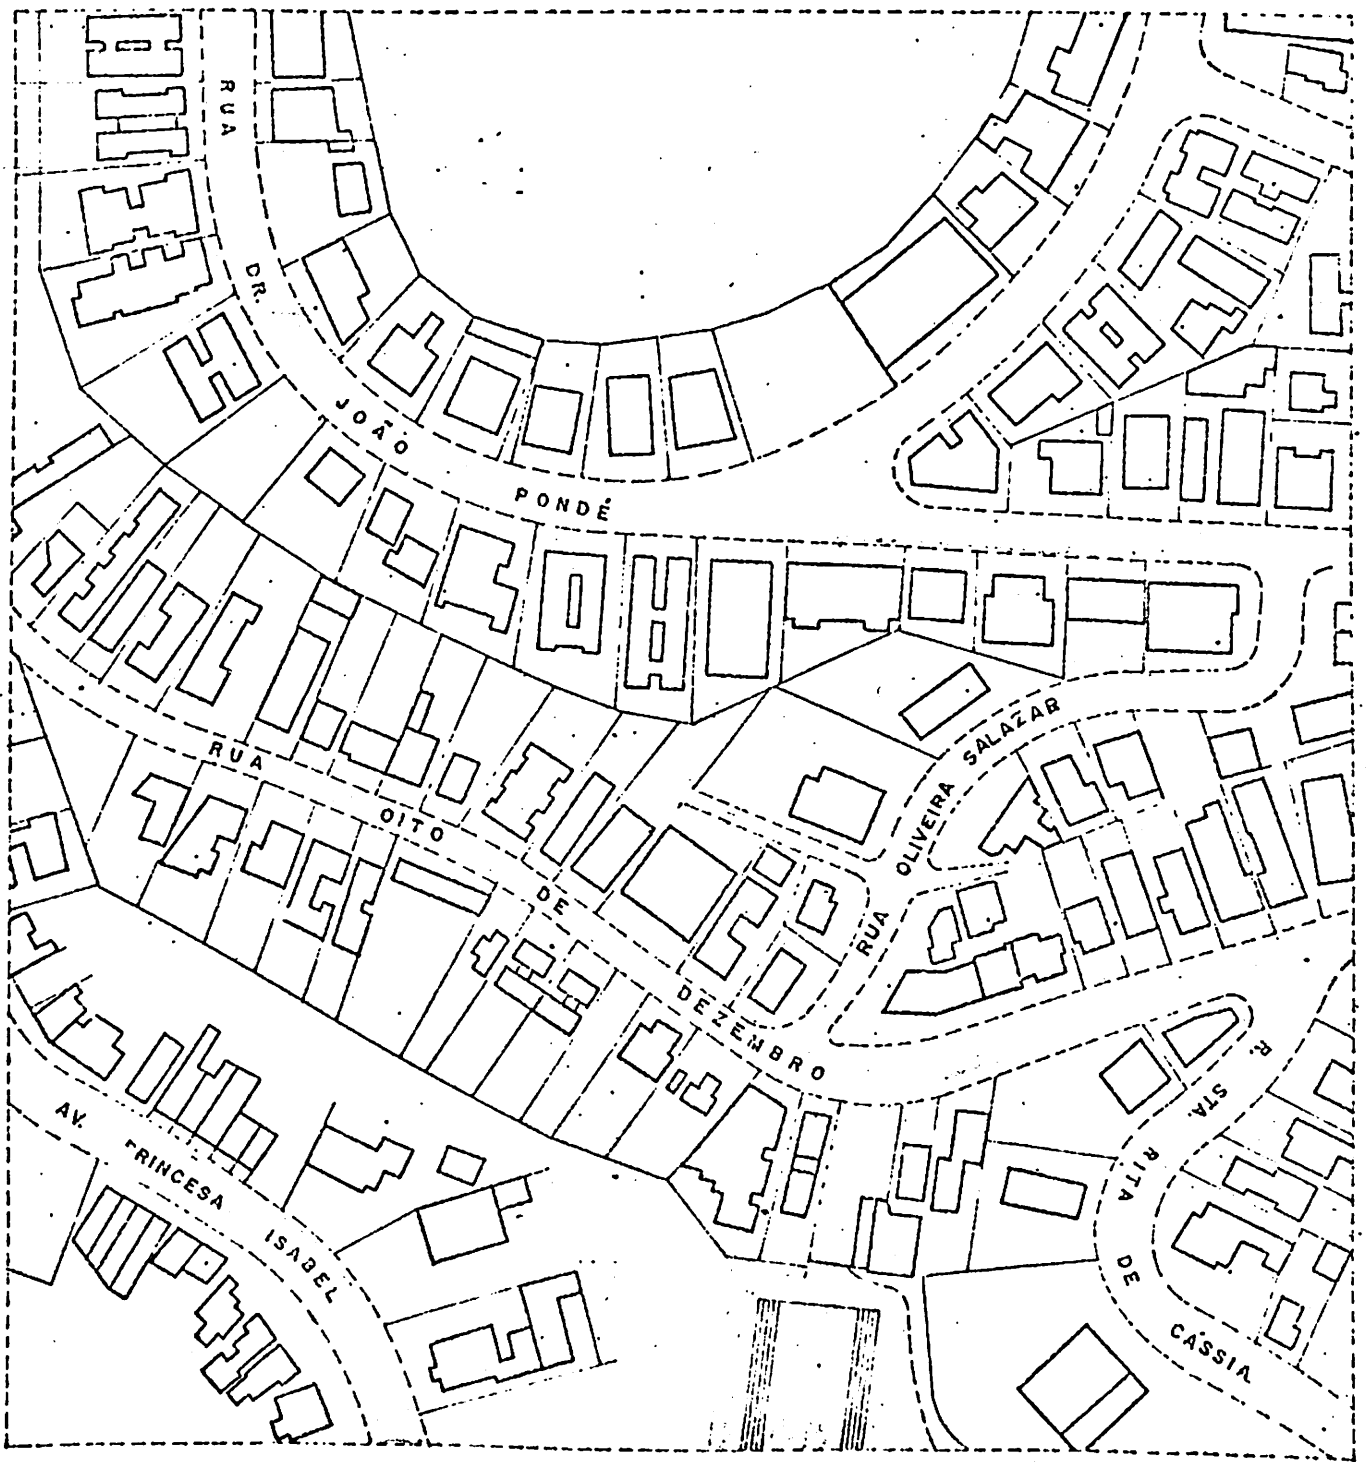 RUA DR. JOÃO PONDÉ
RUA OITO DE DEZEMBRO
RUA OLIVEIRA SALAZAR
AV. PRINCESA ISABEL
R. STA. RITA DE CÁSSIA